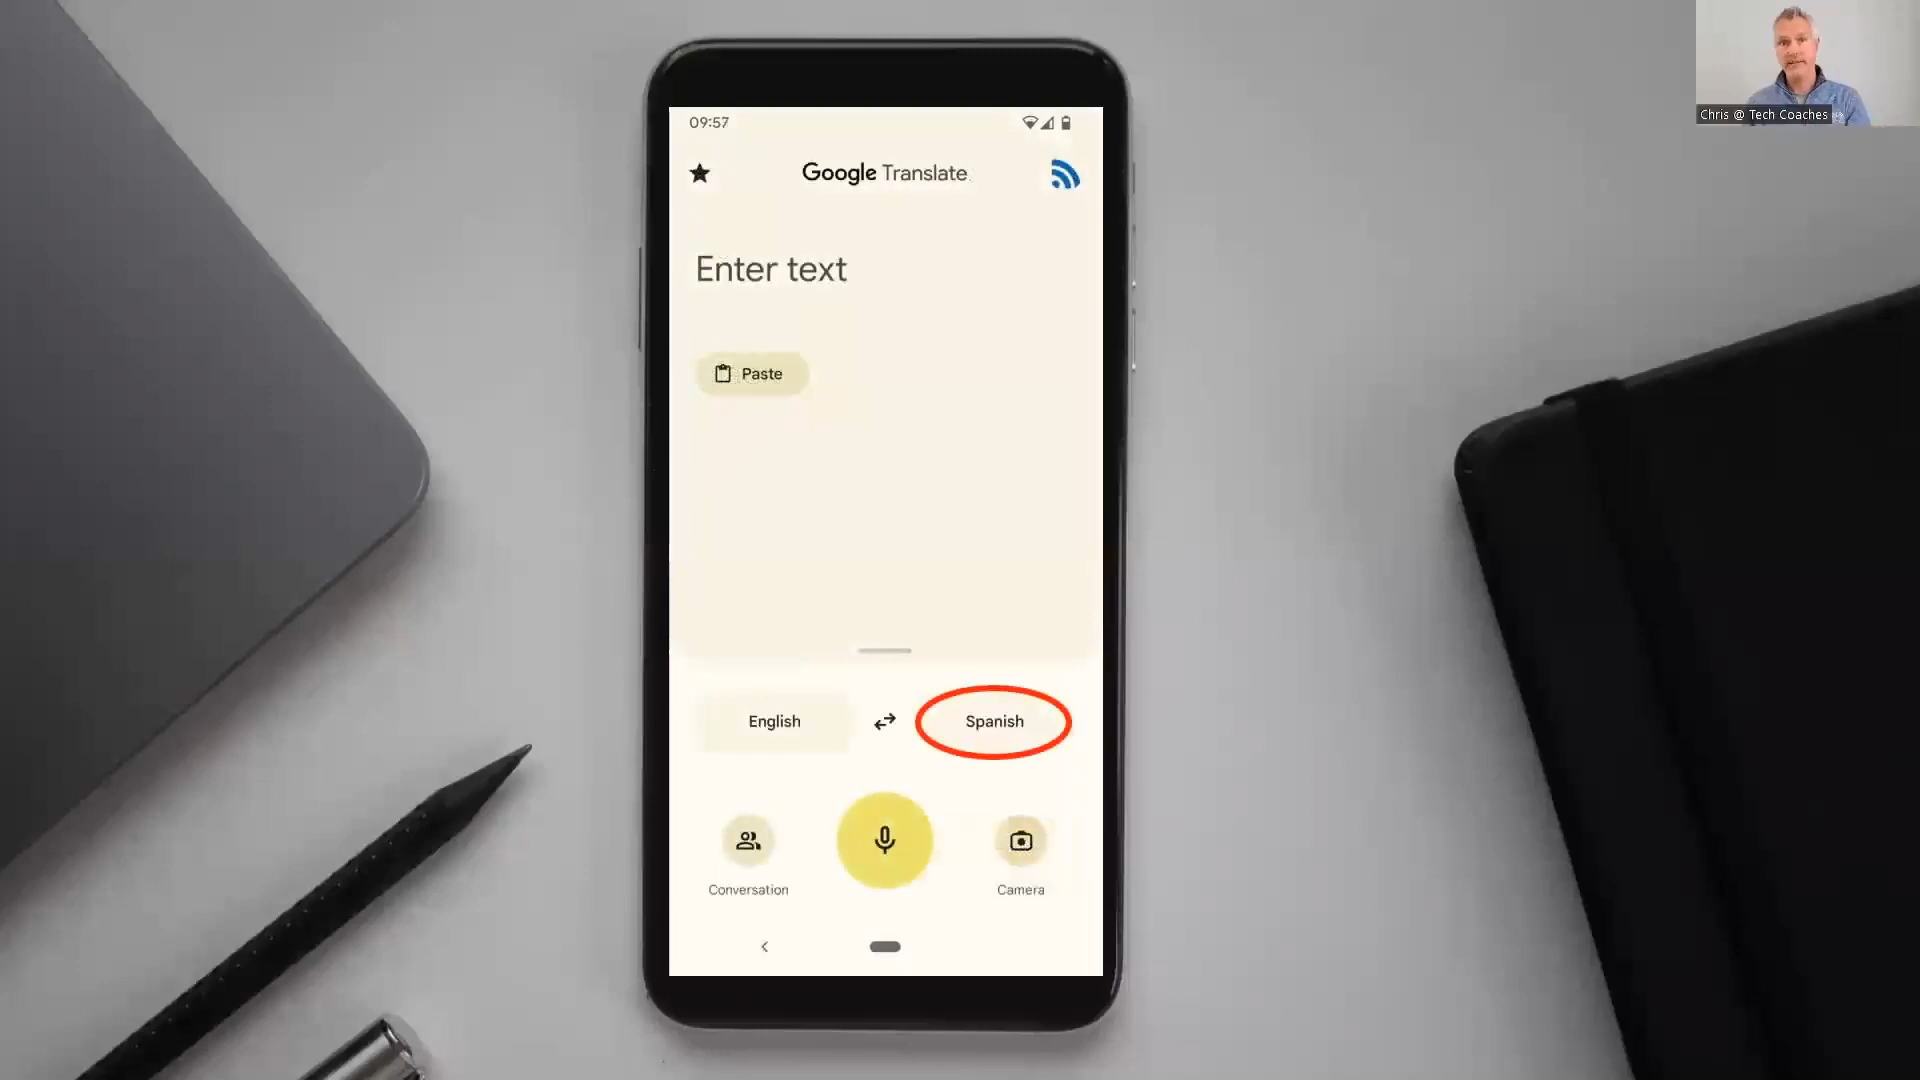 Chris @ Tech Coaches
09:57
Google Translate
Enter text
Paste
English
Spanish
Conversation
Camera